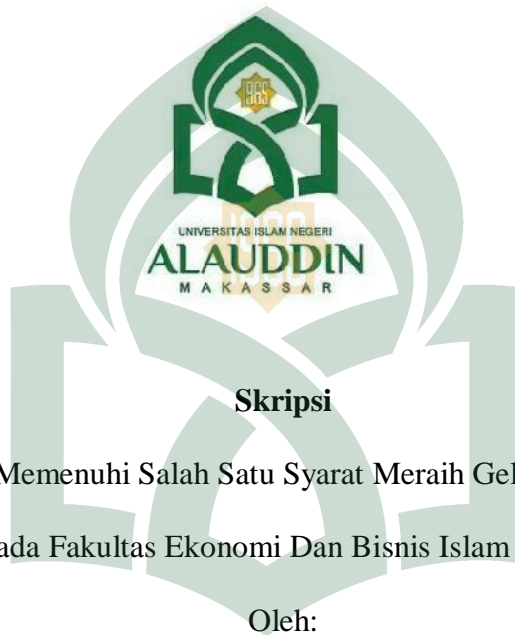 UNIVERSITAS ISLAM NEGERI
ALAUDDIN
MAKASSAR
Skripsi
Memenuhi Salah Satu Syarat Meraih Gel
ada Fakultas Ekonomi Dan Bisnis Islam
Oleh: